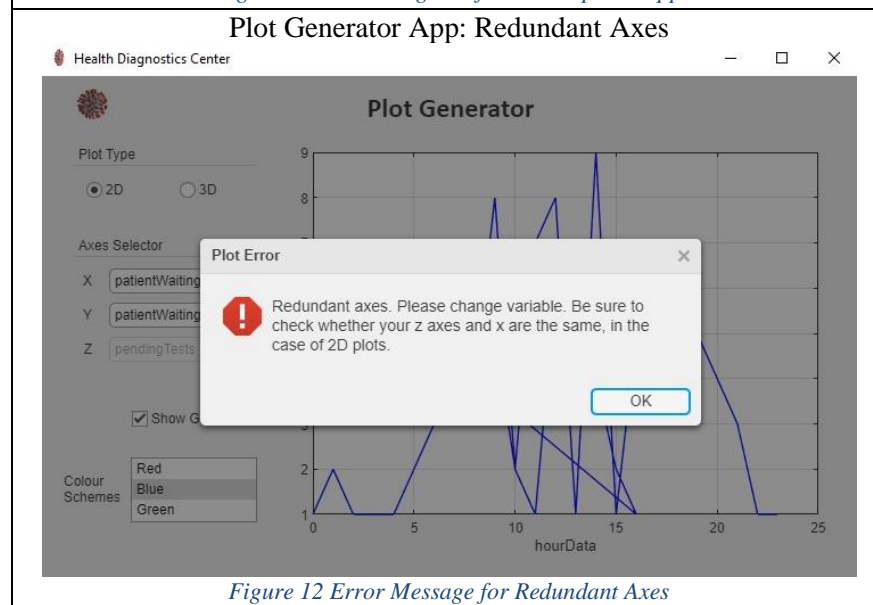 Plot Generator App: Redundant Axes
Health Diagnostics Center
Plot Generator
Plot Type
2D 3D
Axes Selector
X patientWaiting
Y patientWaiting
Z pendingTests
Show G
Colour
Schemes
Red
Blue
Green
9
8
2
1
0 5 10 15 20 25
hourData
Plot Error
Redundant axes. Please change variable. Be sure to
check whether your z axes and x are the same, in the
case of 2D plots.
OK
Figure 12 Error Message for Redundant Axes